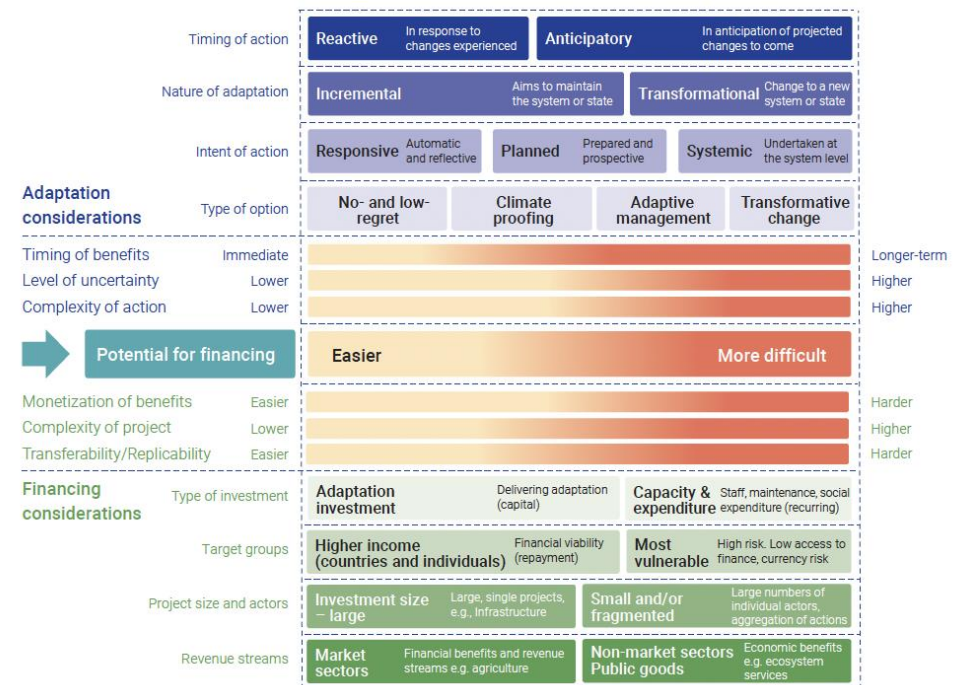 Timing of action
Reactive
In response to
changes experienced
Anticipatory
In anticipation of projected
changes to come
Nature of adaptation
Incremental
Aims to maintain
the system or state
Transformational
Change to a new
system or state
Intent of action
Responsive
Automatic
and reflective
Planned
Prepared and
prospective
Systemic
Undertaken at
the system level
Adaptation
considerations
Type of option
No- and low-
regret
Climate
proofing
Adaptive
management
Transformative
change
Timing of benefits
Immediate
Longer-term
Level of uncertainty
Lower
Higher
Complexity of action
Lower
Higher
Potential for financing
Easier
More difficult
Monetization of benefits
Easier
Harder
Complexity of project
Lower
Higher
Transferability/Replicability
Easier
Harder
Financing
considerations
Type of investment
Adaptation
investment
Delivering adaptation
(capital)
Capacity &
expenditure
Staff, maintenance, social
expenditure (recurring)
Target groups
Higher income
(countries and individuals)
Financial viability
(repayment)
Most
vulnerable
High risk. Low access to
finance, currency risk
Project size and actors
Investment size
– large
Large, single projects,
e.g., Infrastructure
Small and/or
fragmented
Large numbers of
individual actors,
aggregation of actions
Revenue streams
Market
sectors
Financial benefits and revenue
streams e.g. agriculture
Non-market sectors
Public goods
Economic benefits
e.g. ecosystem
services